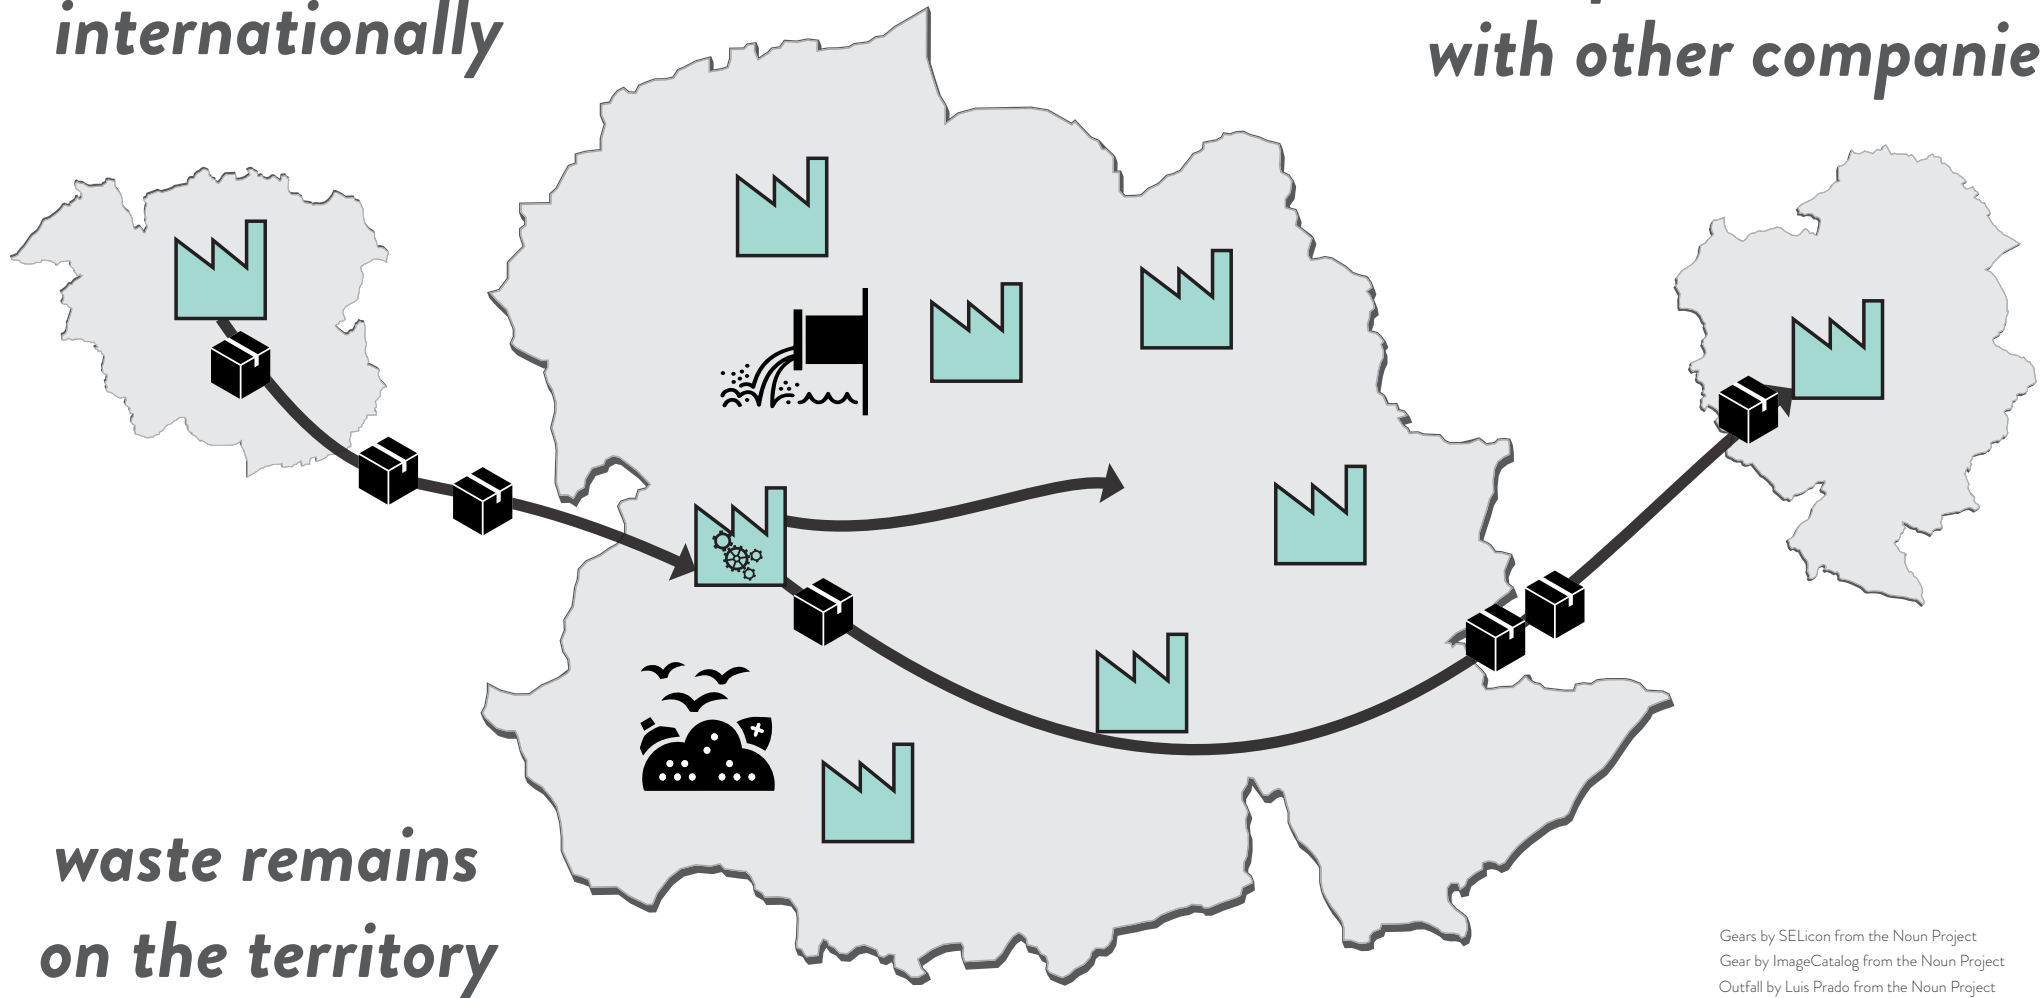 internationally
with other companie
waste remains
on the territory
Gears by SELicon from the Noun Project
Gear by ImageCatalog from the Noun Project
Outfall by Luis Prado from the Noun Project